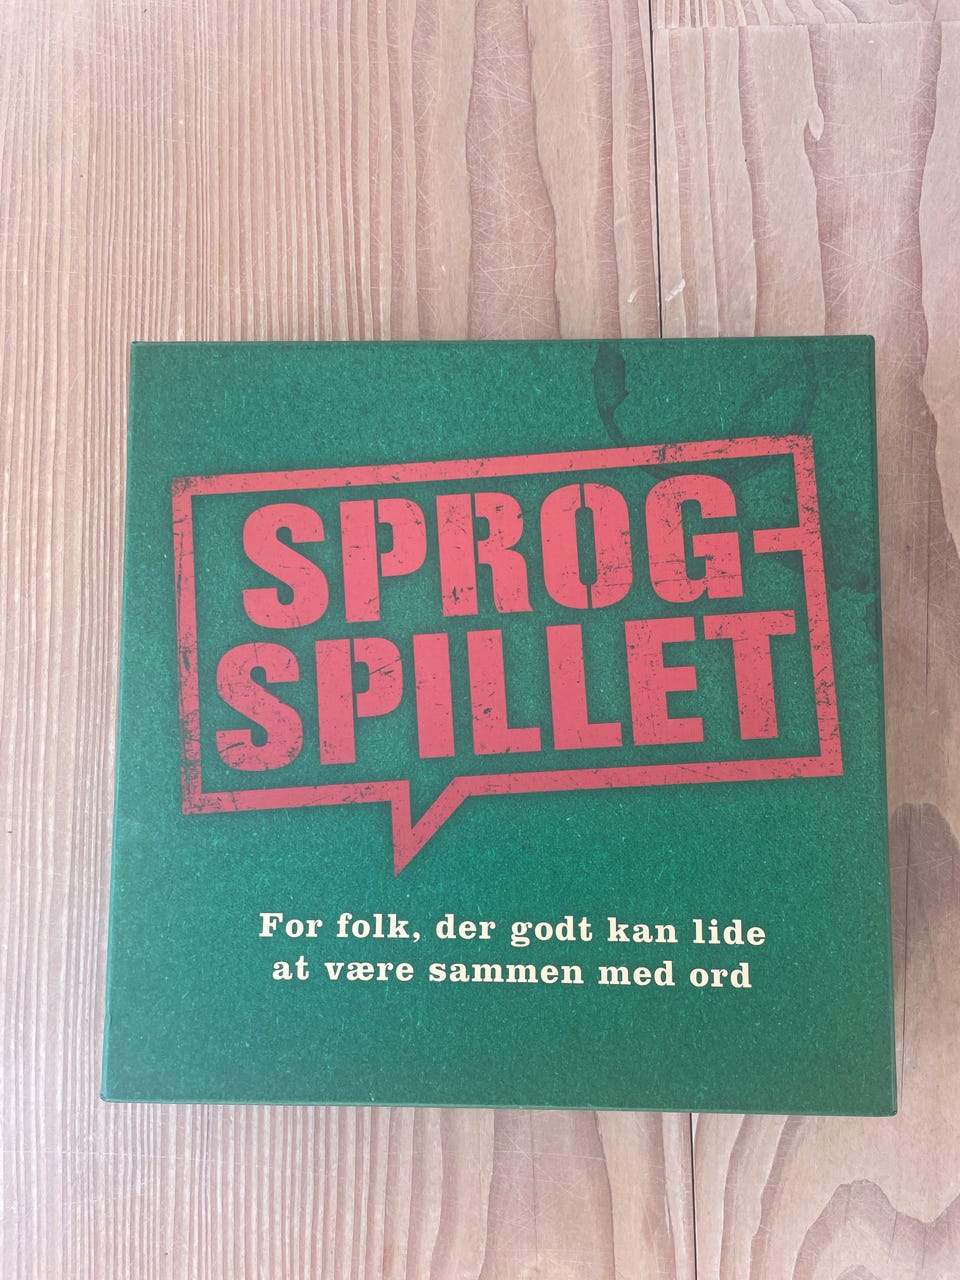 SPROG-
SPILLET
For folk, der godt kan lide
at være sammen med ord